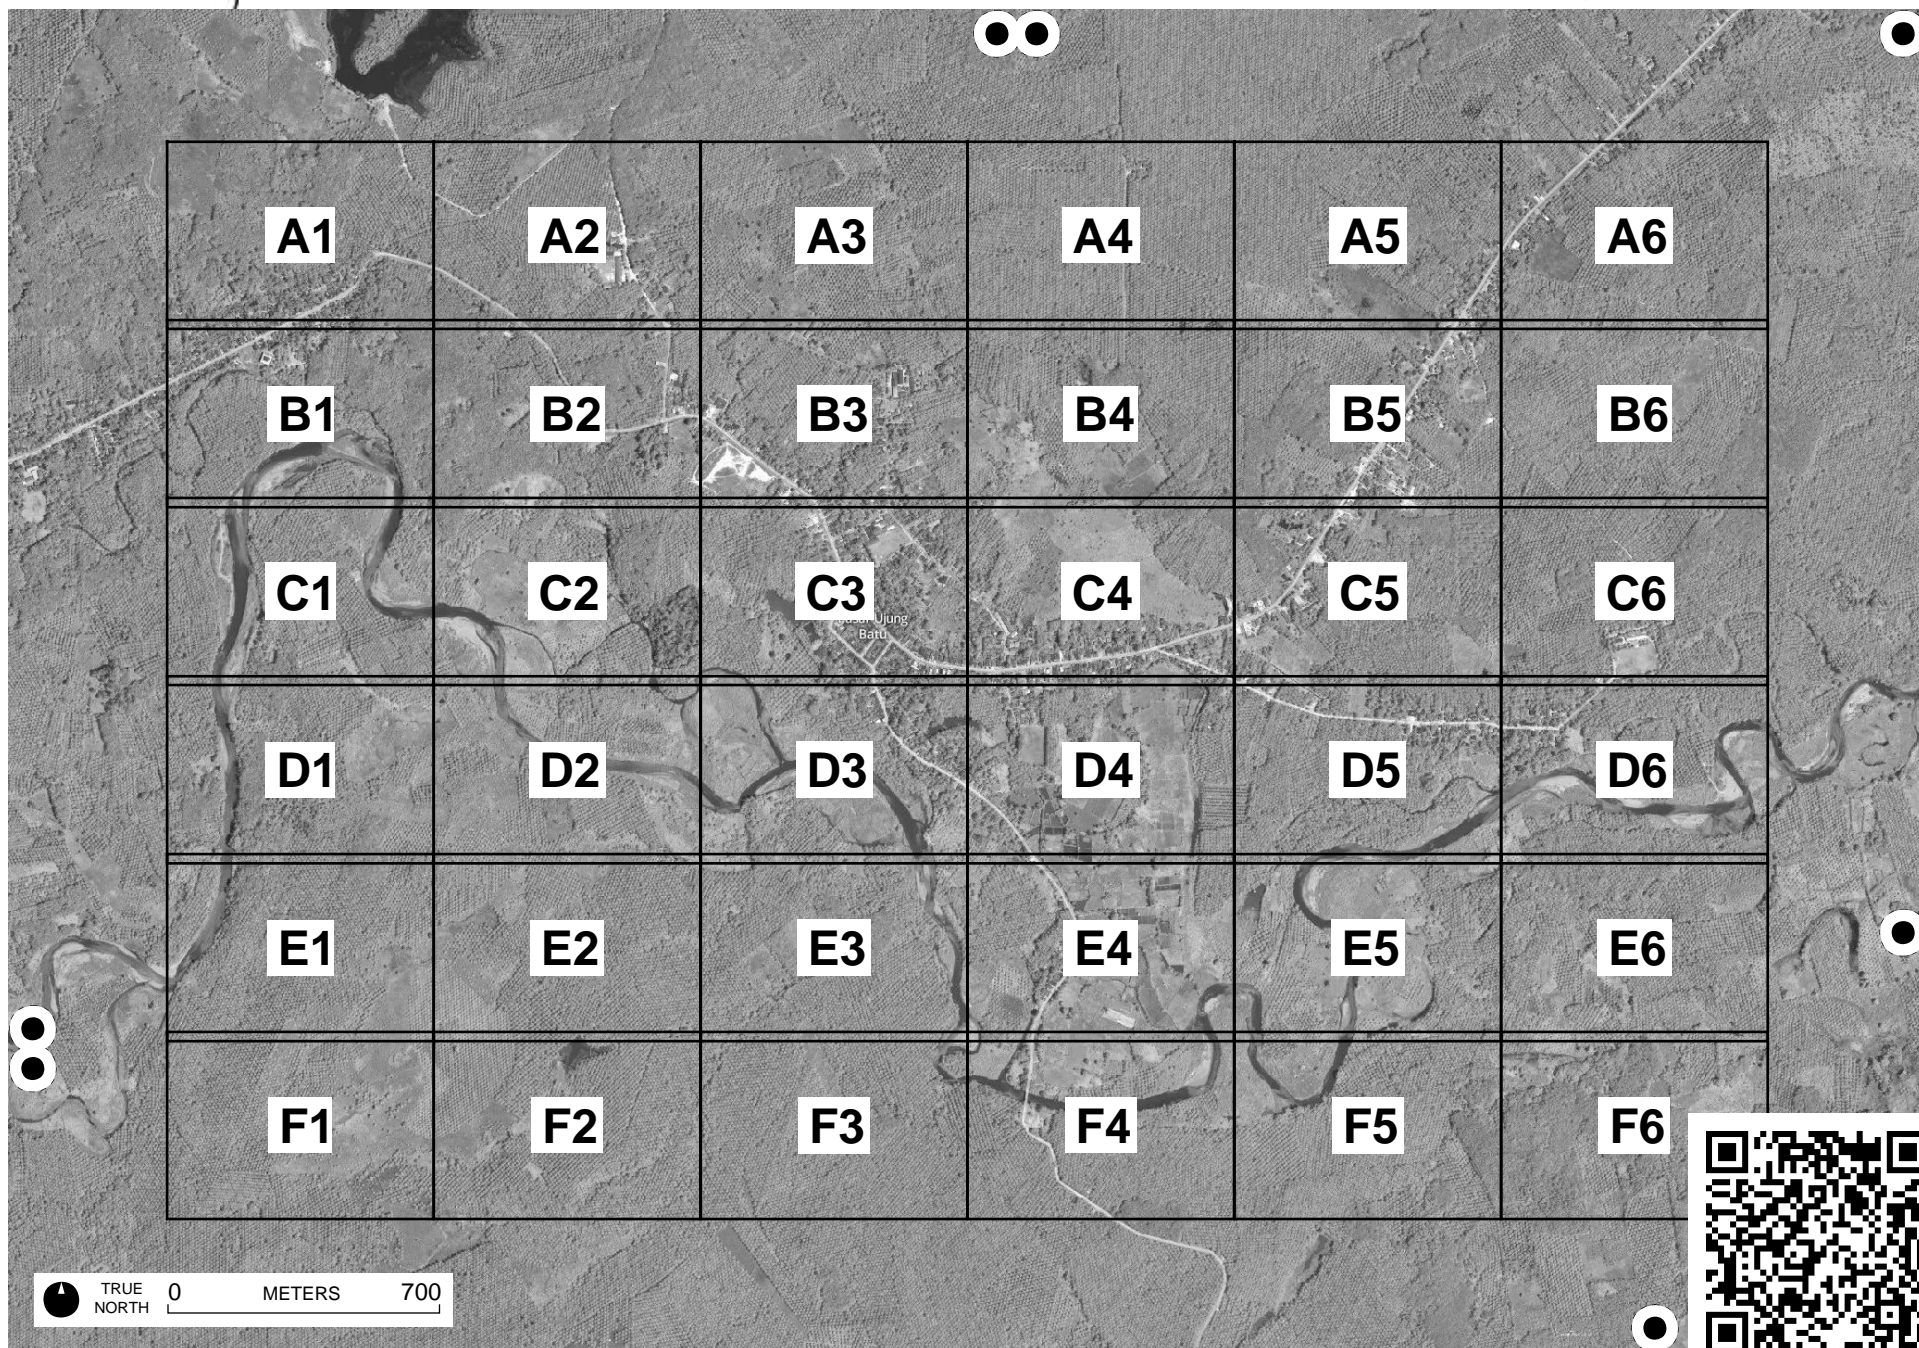 A1 A2 A3 A4 A5 A6
B1 B2 B3 B4 B5 B6
C1 C2 C3 C4 C5 C6
Ujung
Batu
D1 D2 D3 D4 D5 D6
E1 E2 E3 E4 E5 E6
F1 F2 F3 F4 F5 F6
TRUE NORTH 0 METERS 700